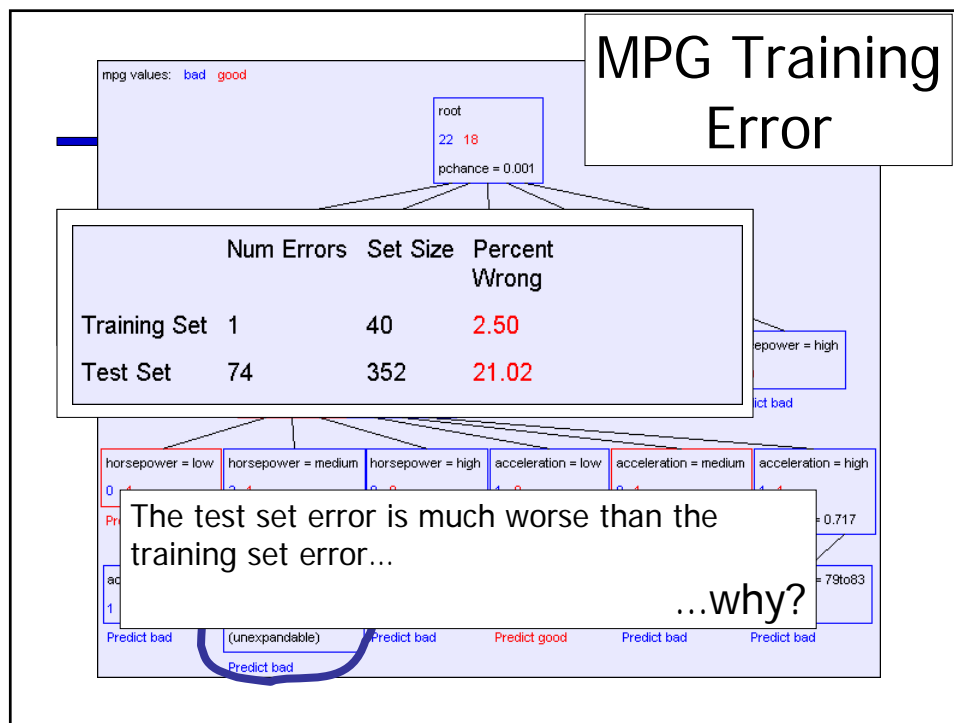 MPG Training
Error
mpg values: bad good
root
22 18
pchance = 0.001
Num Errors Set Size Percent
Wrong
Training Set 1 40 2.50
Test Set 74 352 21.02
= high
Predict bad
horsepower = low horsepower = medium horsepower = high acceleration = low acceleration = medium acceleration = high
The test set error is much worse than the
training set error...
...why?
= 0.717
= 79to83
1
Predict bad (unexpandable) Predict bad Predict good Predict bad Predict bad
Predict bad